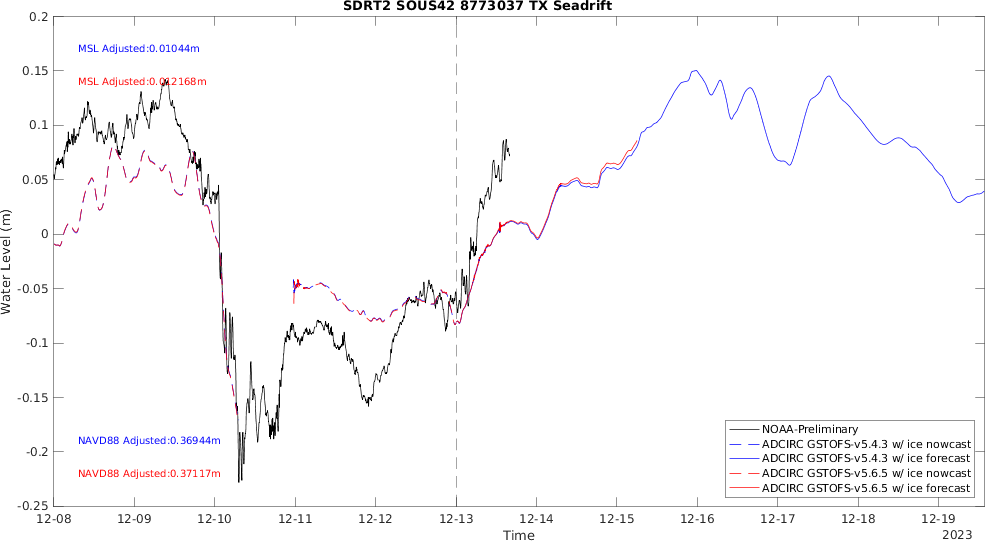 SDRT2 SOUS42 8773037 TX Seadrift
0.2
0.15
0.1
0.05
0
-0.05
-0.1
-0.15
-0.2
-0.25
Water Level (m)
MSL Adjusted:0.01044m
MSL Adjusted:0.012168m
NAVD88 Adjusted:0.36944m
NAVD88 Adjusted:0.37117m
NOAA-Preliminary
ADCIRC GSTOFS-v5.4.3 w/ ice nowcast
ADCIRC GSTOFS-v5.4.3 w/ ice forecast
ADCIRC GSTOFS-v5.6.5 w/ ice nowcast
ADCIRC GSTOFS-v5.6.5 w/ ice forecast
12-08 12-09 12-10 12-11 12-12 12-13 12-14 12-15 12-16 12-17 12-18 12-19
Time
2023